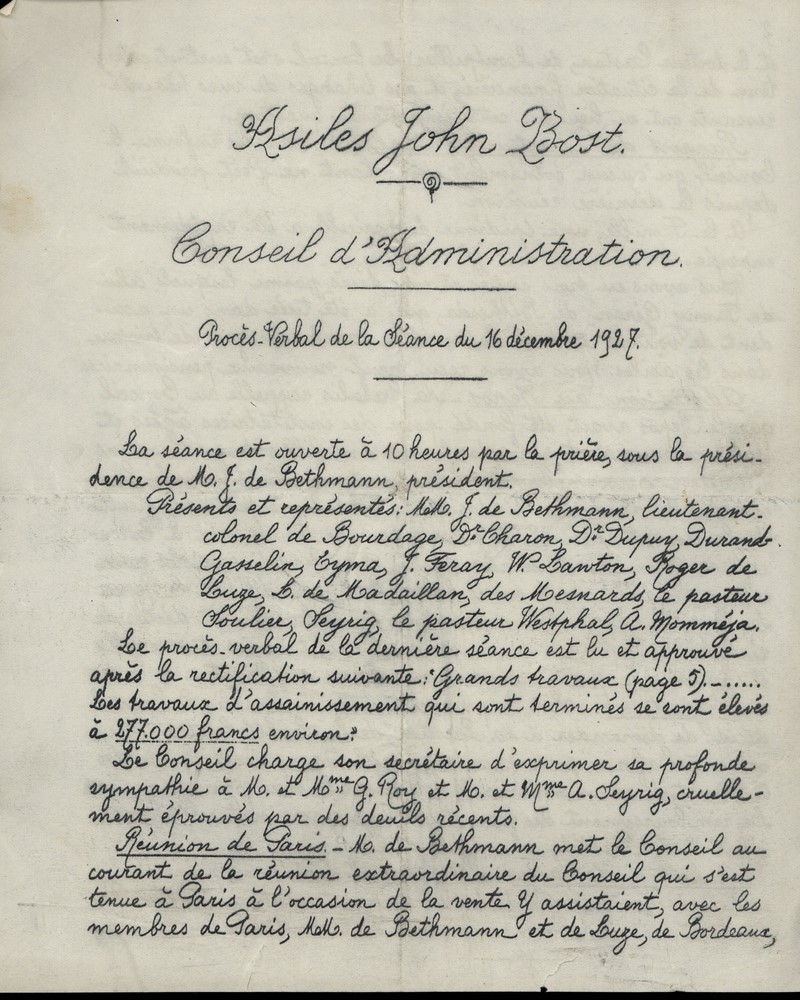 Asiles John Bost.
Conseil d'Administration.
Procès-Verbal de la Séance du 16 décembre 1927.
La séance est ouverte à 10 heures par la prière, sous la prési-
dence de M. J. de Bethmann, président.
Présents et représentés: M.M. J. de Bethmann, lieutenant-
colonel de Bourdage, Dr Charon, Dr Dupuy, Durand-
Gasselin, Eyma, J. Feray, W. Lawton, Roger de
Luze, L. de Madaillan, des Mesnards, le pasteur
Soulier, Seyrig, le pasteur Westphal, A. Momméja.
Le procès-verbal de la dernière séance est lu et approuvé
après la rectification suivante: "Grands travaux (page 5).......
Les travaux d'assainissement qui sont terminés se sont élevés
à 277.000 francs environ."
Le Conseil charge son secrétaire d'exprimer sa profonde
sympathie à M. et Mme G. Roy et M. et Mme A. Seyrig, cruelle-
ment éprouvés par des deuils récents.
Réunion de Paris. - M. de Bethmann met le Conseil au
courant de la réunion extraordinaire du Conseil qui s'est
tenue à Paris à l'occasion de la vente. Y assistaient, avec les
membres de Paris, M.M. de Bethmann et de Luze, de Bordeaux,